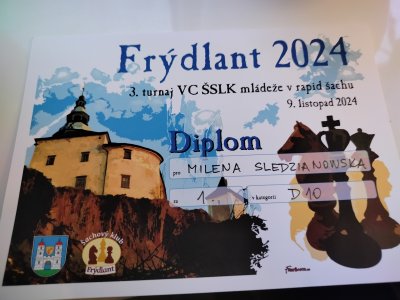 Frýdlant 2024
3. turnaj VC ŠSLK mládeže v rapid šachu
9. listopad 2024
Diplom
pro MILENA SLEDZIANOWSKA
za 1. v kategorii D10
Šachový klub
Frýdlant